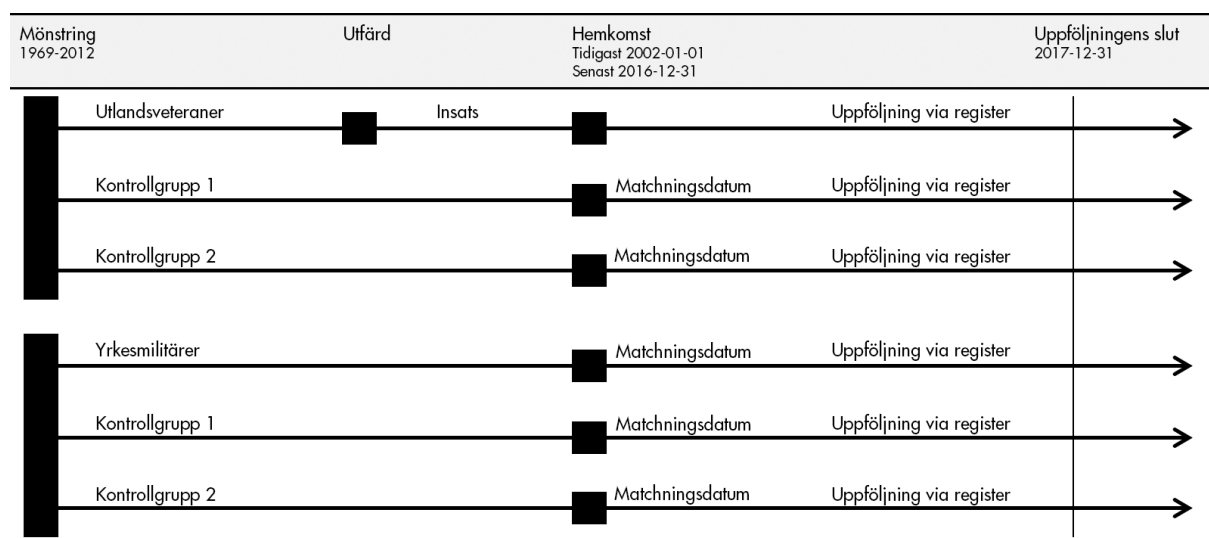 Mönstring
1969-2012
Utfärd
Hemkomst
Tidigast 2002-01-01
Senast 2016-12-31
Uppföljningens slut
2017-12-31
Utlandsveteraner
Insats
Uppföljning via register
Kontrollgrupp 1
Matchningsdatum
Uppföljning via register
Kontrollgrupp 2
Matchningsdatum
Uppföljning via register
Yrkesmilitärer
Matchningsdatum
Uppföljning via register
Kontrollgrupp 1
Matchningsdatum
Uppföljning via register
Kontrollgrupp 2
Matchningsdatum
Uppföljning via register